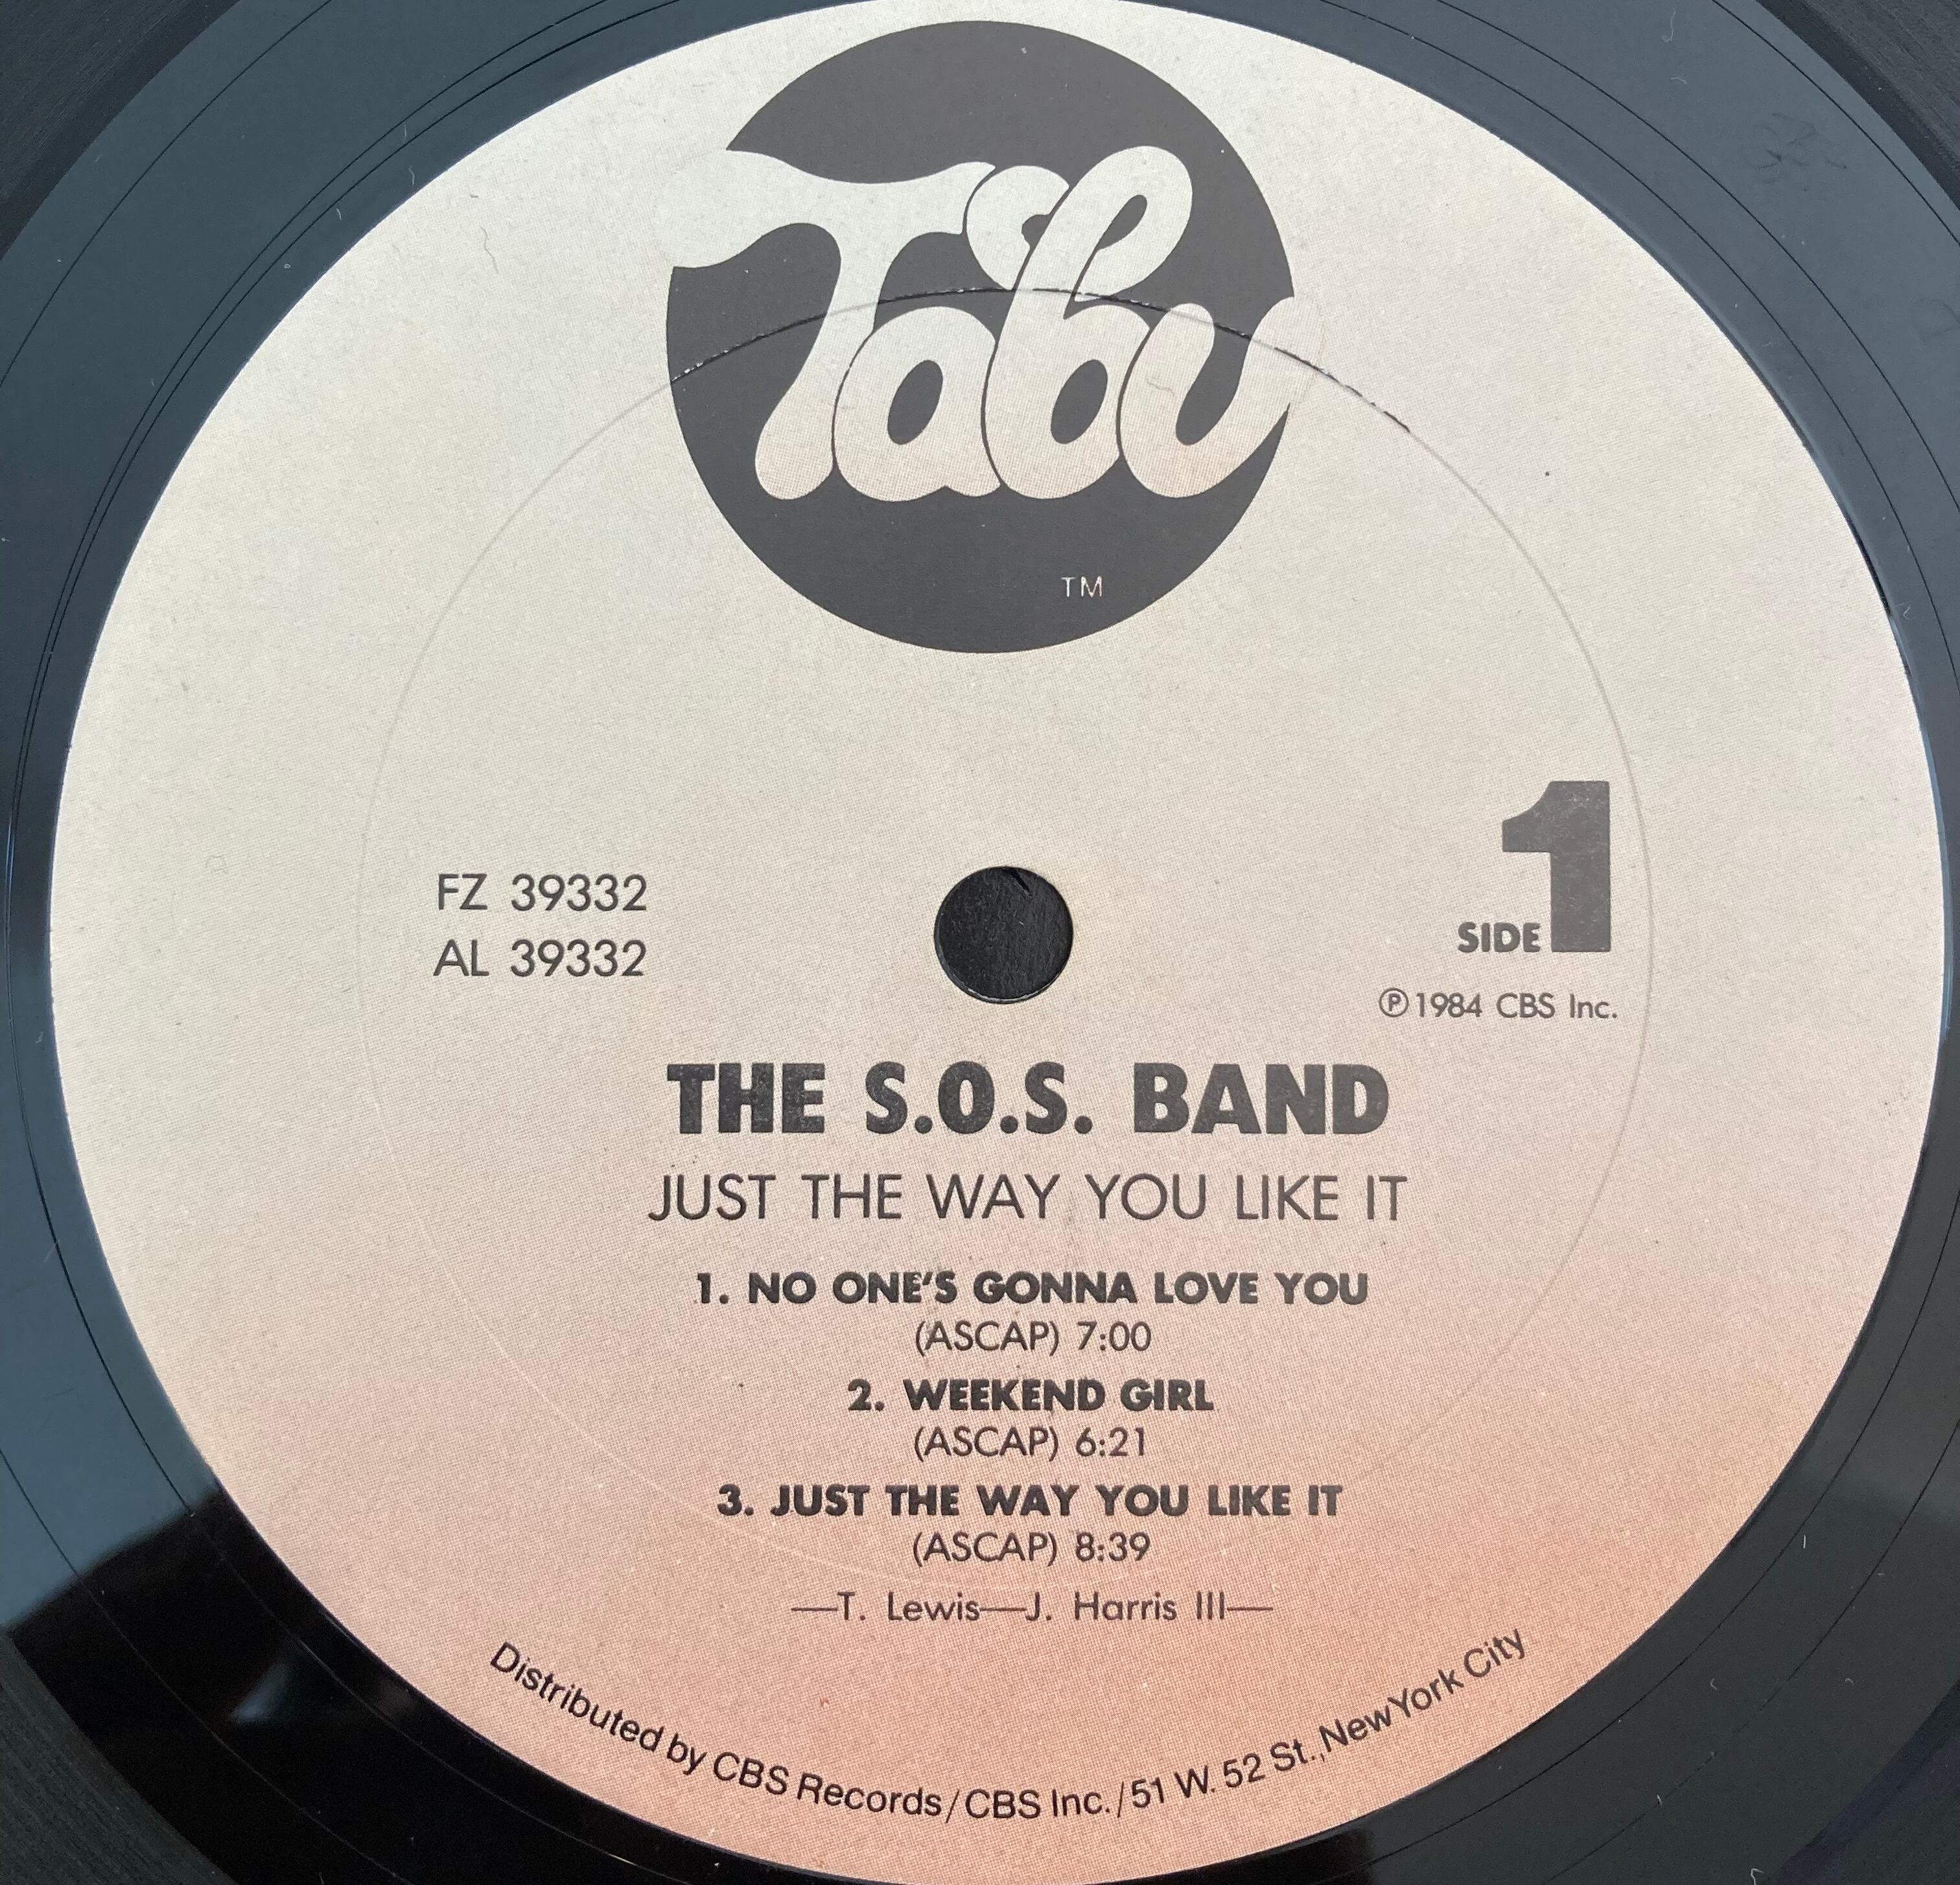 Tabu
TM
FZ 39332
AL 39332
SIDE 1
℗ 1984 CBS Inc.
THE S.O.S. BAND
JUST THE WAY YOU LIKE IT
1. NO ONE'S GONNA LOVE YOU
(ASCAP) 7:00
2. WEEKEND GIRL
(ASCAP) 6:21
3. JUST THE WAY YOU LIKE IT
(ASCAP) 8:39
—T. Lewis—J. Harris III—
Distributed by CBS Records/CBS Inc./51 W. 52 St., New York City